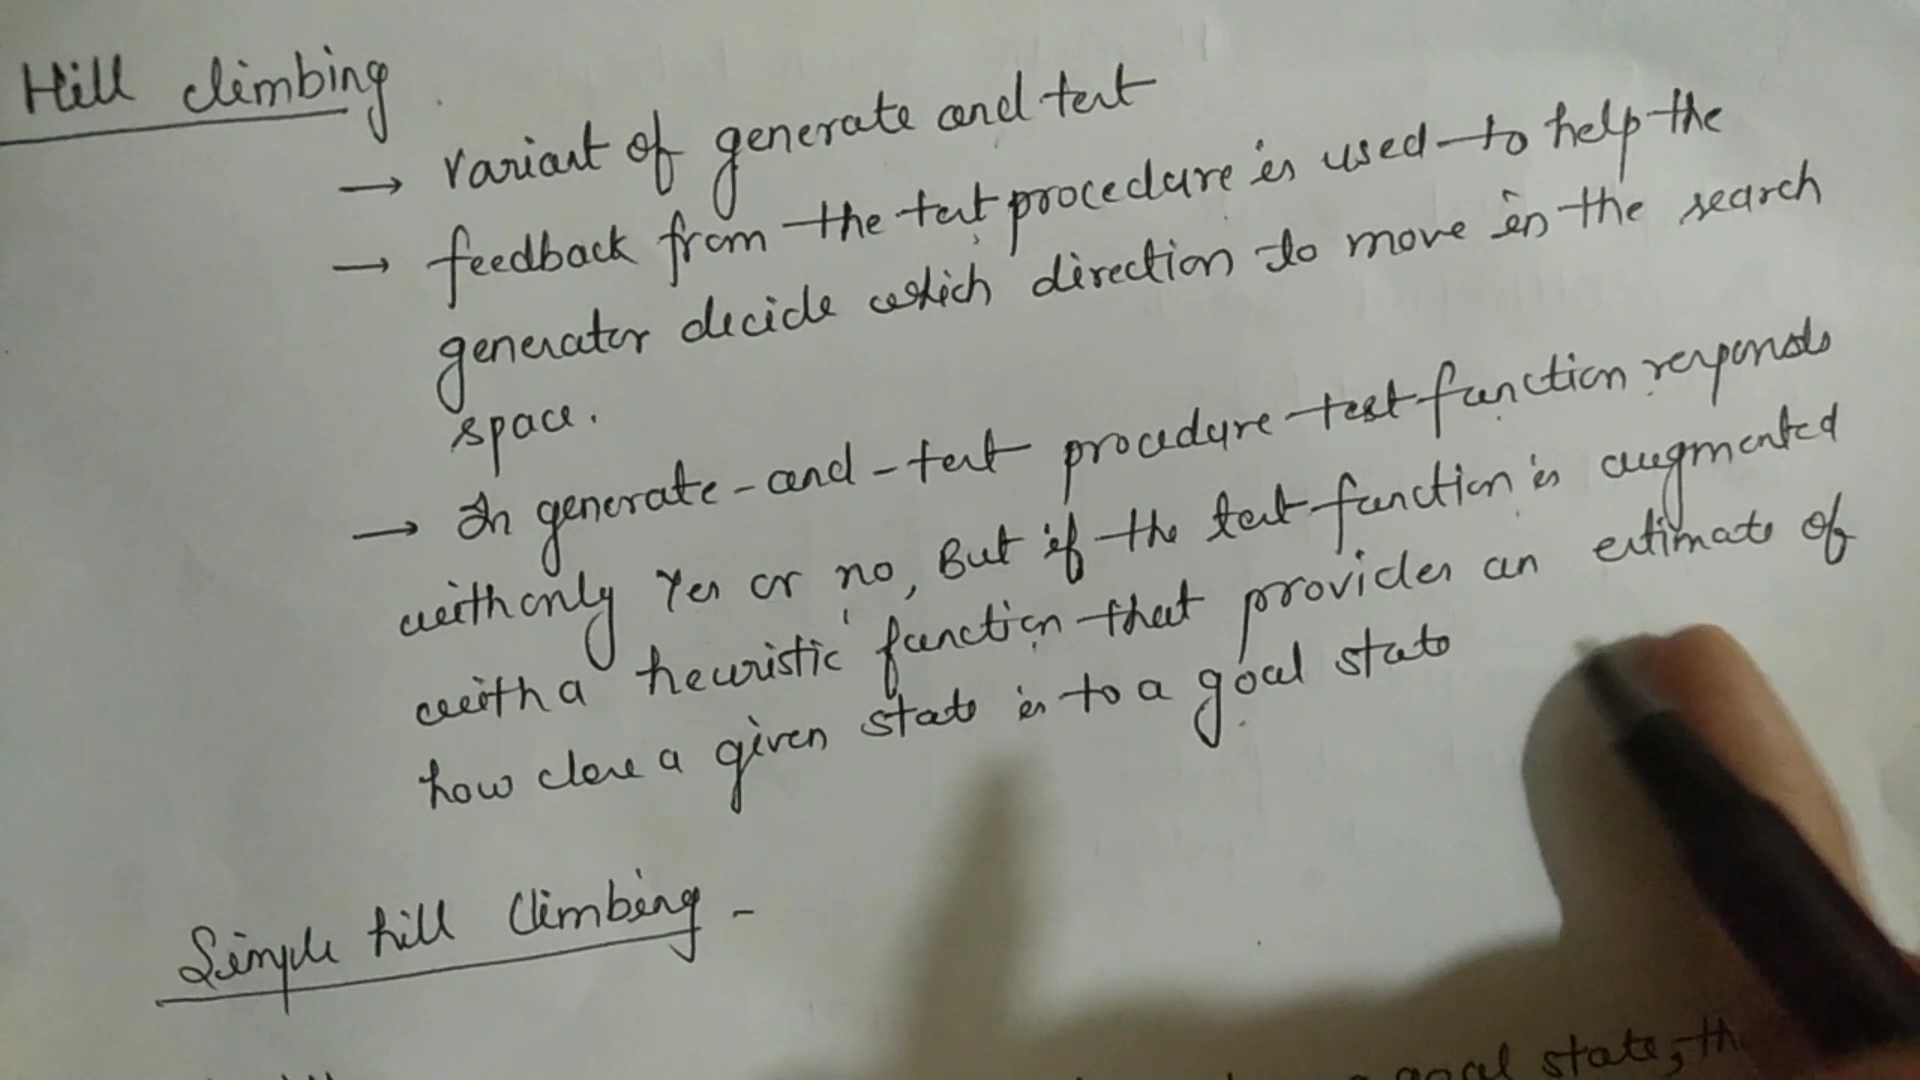 Hill climbing
→ variant of generate and test
→ feedback from the test procedure is used to help the
generator decide which direction to move in the search
space.
→ In generate-and-test procedure test function responds
with only Yes or no, But if the test function is augmented
with a heuristic function that provides an estimate of
how close a given state is to a goal state
Simple hill Climbing -
goal state, th